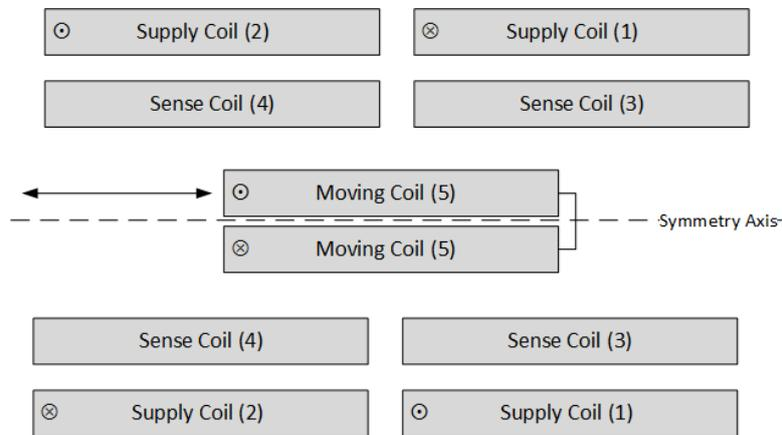 Supply Coil (2) Supply Coil (1)
Sense Coil (4) Sense Coil (3)
Moving Coil (5)
Symmetry Axis
Moving Coil (5)
Sense Coil (4) Sense Coil (3)
Supply Coil (2) Supply Coil (1)